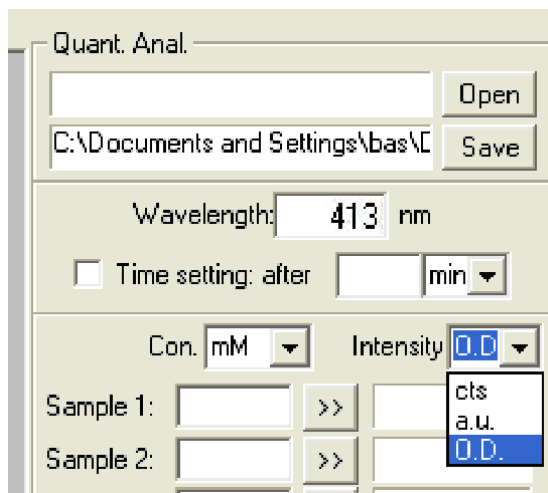 Quant. Anal.
Open
C:\Documents and Settings\bas\D
Save
Wavelength: 413 nm
Time setting: after min
Con. mM Intensity O.D
cts
Sample 1: >>
a.u.
O.D.
Sample 2: >>